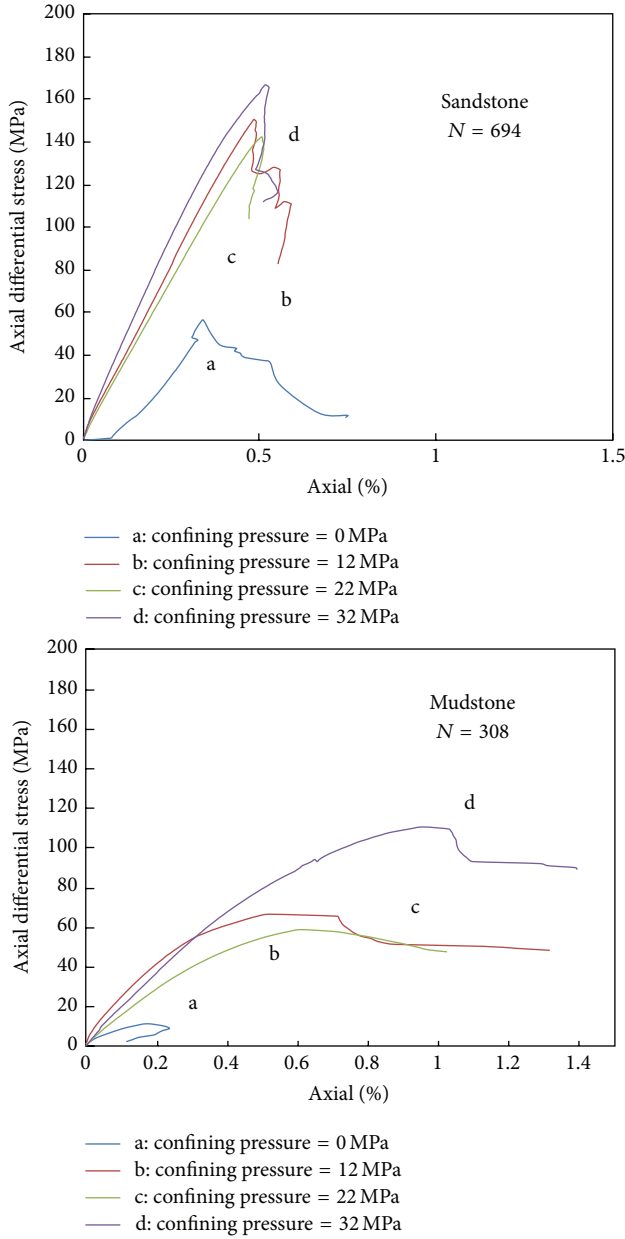 200
180
160
140
120
100
80
60
40
20
0
Axial differential stress (MPa)
Sandstone
N = 694
d
c
b
a
0 0.5 1 1.5
Axial (%)
a: confining pressure = 0 MPa
b: confining pressure = 12 MPa
c: confining pressure = 22 MPa
d: confining pressure = 32 MPa
200
180
160
140
120
100
80
60
40
20
0
Axial differential stress (MPa)
Mudstone
N = 308
d
c
b
a
0 0.2 0.4 0.6 0.8 1 1.2 1.4
Axial (%)
a: confining pressure = 0 MPa
b: confining pressure = 12 MPa
c: confining pressure = 22 MPa
d: confining pressure = 32 MPa